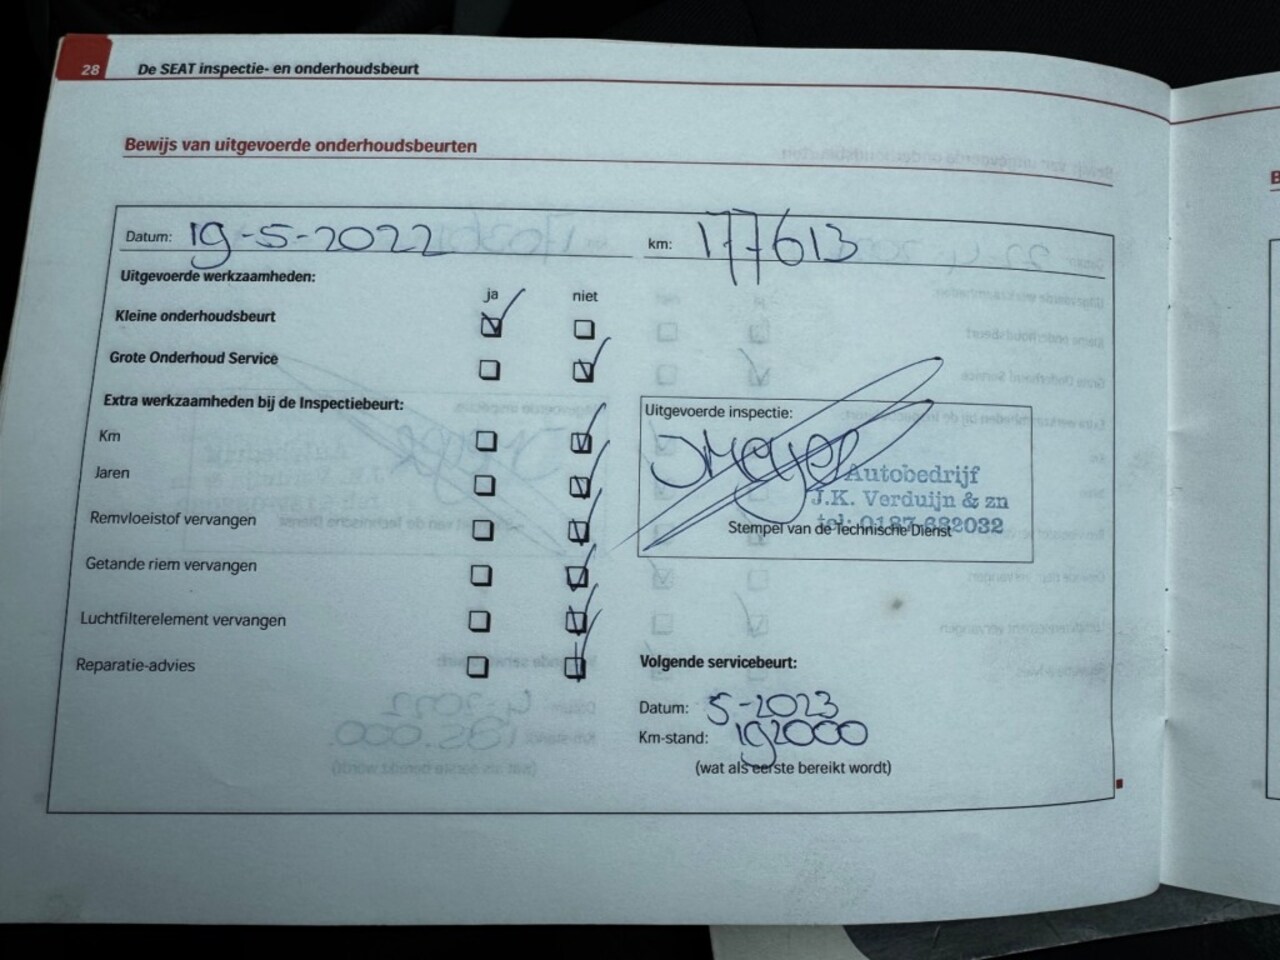 28
De SEAT inspectie- en onderhoudsbeurt
Bewijs van uitgevoerde onderhoudsbeurten
Datum: 19-5-2022 km: 177613
Uitgevoerde werkzaamheden:
ja niet
Kleine onderhoudsbeurt
Grote Onderhoud Service
Extra werkzaamheden bij de Inspectiebeurt:
Km
Jaren
Remvloeistof vervangen
Getande riem vervangen
Luchtfilterelement vervangen
Reparatie-advies
Uitgevoerde inspectie:
Autobedrijf
J.K. Verduijn & zn
tel: 0187-682032
Stempel van de Technische Dienst
Volgende servicebeurt:
Datum: 5-2023
Km-stand: 192000
(wat als eerste bereikt wordt)